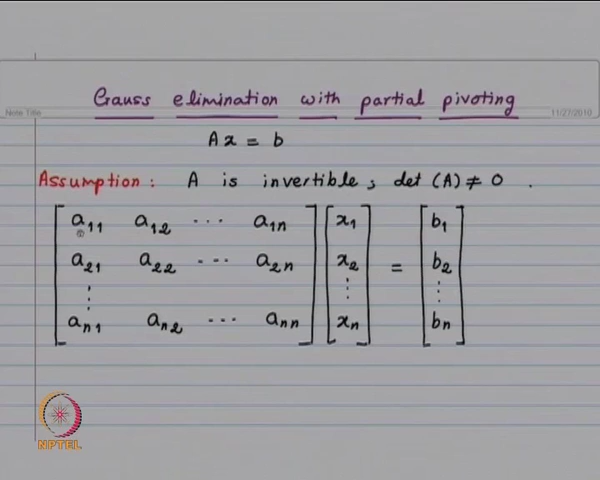 Gauss elimination with partial pivoting
Note Title
11/27/2010
Ax = b
Assumption: A is invertible; det (A) ≠ 0.
[a11 a12 ... a1n] [x1] [b1]
[a21 a22 ... a2n] [x2] = [b2]
[⋮] [⋮] [⋮]
[an1 an2 ... ann] [xn] [bn]
NPTEL